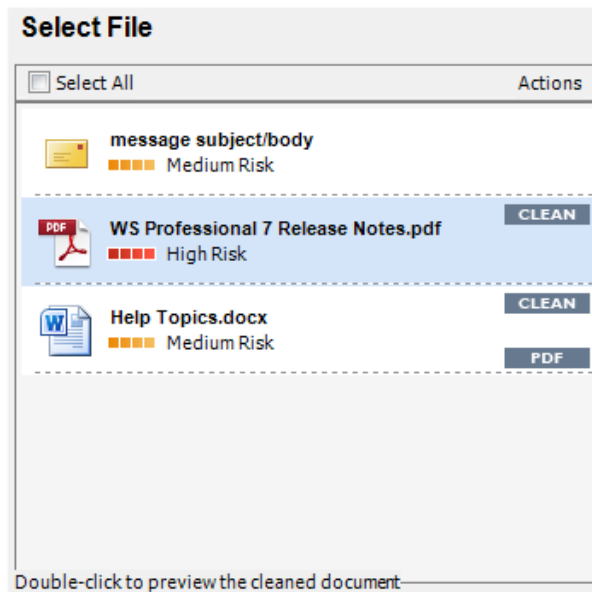 Select File
Select All Actions
message subject/body
Medium Risk
CLEAN
PDF WS Professional 7 Release Notes.pdf
High Risk
CLEAN
W Help Topics.docx
Medium Risk
PDF
Double-click to preview the cleaned document